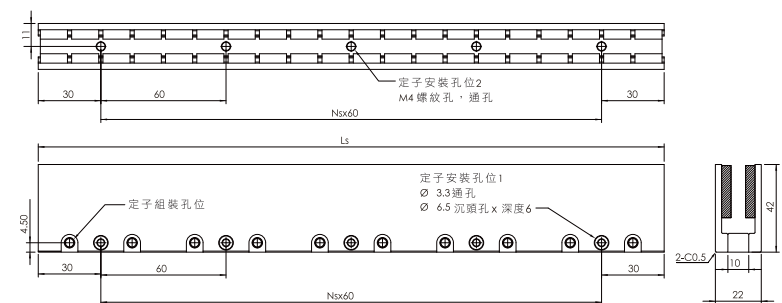 11
定子安裝孔位2
M4 螺紋孔，通孔
30
60
30
Nsx60
Ls
定子安裝孔位1
Ø 3.3通孔
Ø 6.5 沉頭孔 x 深度6
定子組裝孔位
4.50
42
2-C0.5
10
30
60
30
22
Nsx60